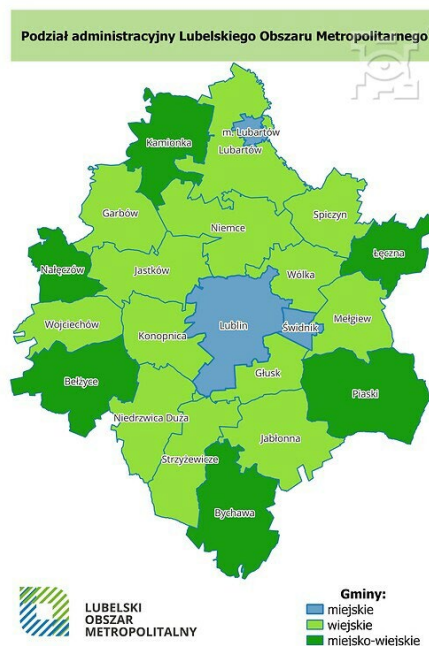 Podział administracyjny Lubelskiego Obszaru Metropolitarnego
Kamionka
m. Lubartów
Lubartów
Garbów
Spiczyn
Niemce
Łęczna
Nałęczów
Jastków
Wólka
Wojciechów
Konopnica
Lublin
Świdnik
Mełgiew
Bełżyce
Głusk
Piaski
Niedrzwica Duża
Jabłonna
Strzyżewice
Bychawa
LUBELSKI
OBSZAR
METROPOLITALNY
Gminy:
miejskie
wiejskie
miejsko-wiejskie